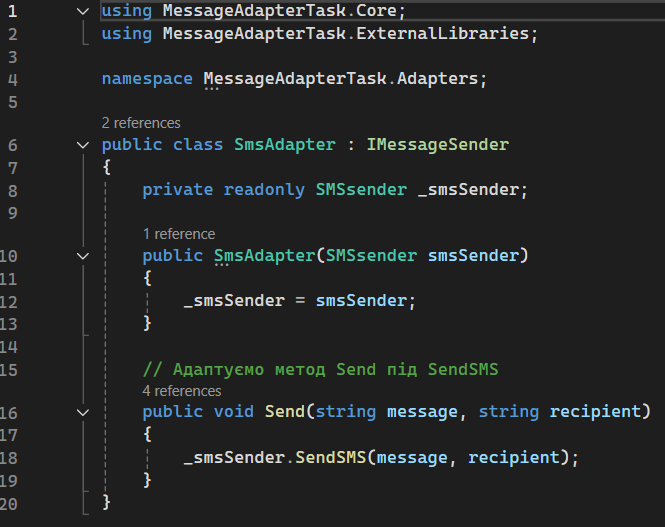 1 using MessageAdapterTask.Core;
2 using MessageAdapterTask.ExternalLibraries;
3
4 namespace MessageAdapterTask.Adapters;
5
2 references
6 public class SmsAdapter : IMessageSender
7 {
8 private readonly SMSsender _smsSender;
9
1 reference
10 public SmsAdapter(SMSsender smsSender)
11 {
12 _smsSender = smsSender;
13 }
14
15 // Адаптуємо метод Send під SendSMS
4 references
16 public void Send(string message, string recipient)
17 {
18 _smsSender.SendSMS(message, recipient);
19 }
20 }